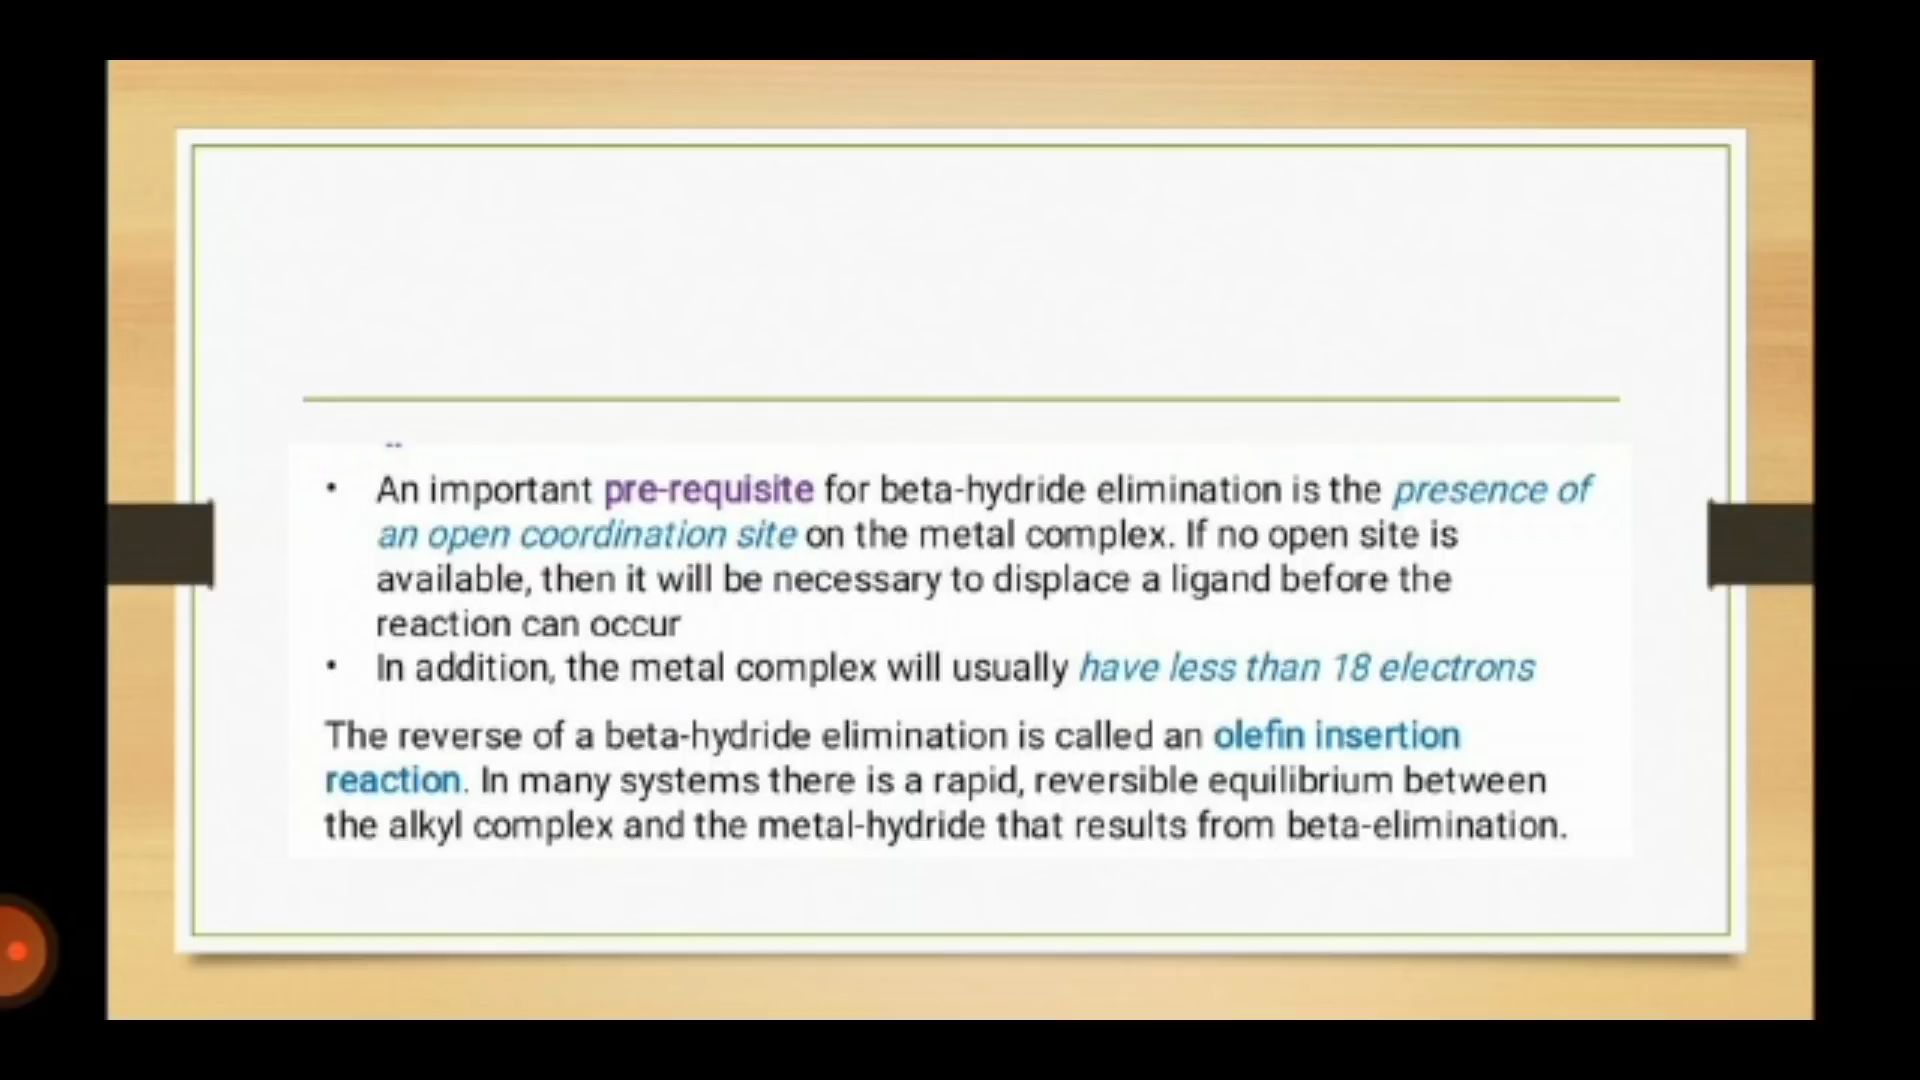 • An important pre-requisite for beta-hydride elimination is the presence of
an open coordination site on the metal complex. If no open site is
available, then it will be necessary to displace a ligand before the
reaction can occur
• In addition, the metal complex will usually have less than 18 electrons
The reverse of a beta-hydride elimination is called an olefin insertion
reaction. In many systems there is a rapid, reversible equilibrium between
the alkyl complex and the metal-hydride that results from beta-elimination.